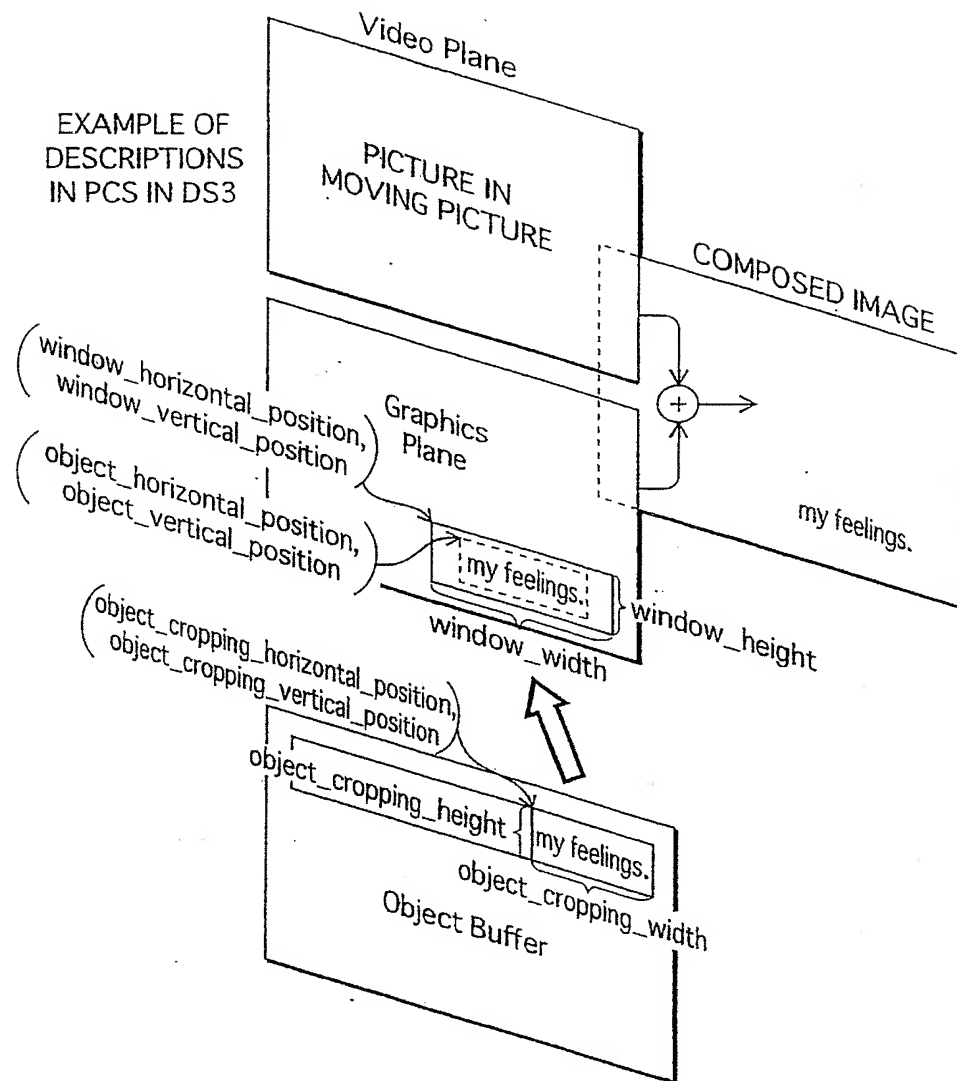 Video Plane
EXAMPLE OF
DESCRIPTIONS
IN PCS IN DS3
PICTURE IN
MOVING PICTURE
COMPOSED IMAGE
(window_horizontal_position,
window_vertical_position)
Graphics
Plane
+
(object_horizontal_position,
object_vertical_position)
my feelings.
my feelings.
window_height
window_width
(object_cropping_horizontal_position,
object_cropping_vertical_position)
object_cropping_height
my feelings.
object_cropping_width
Object Buffer